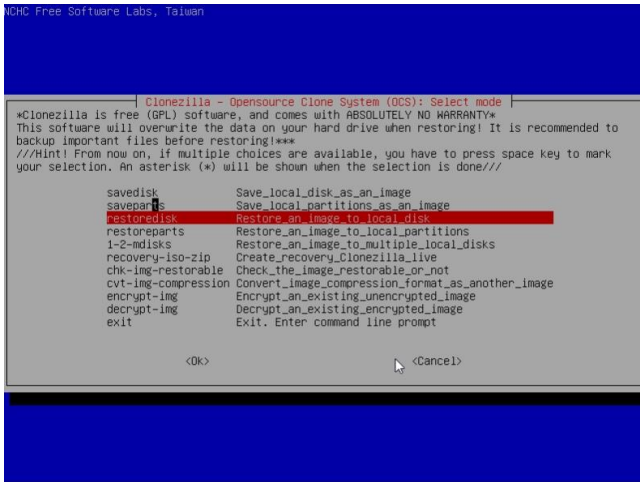 NCHC Free Software Labs, Taiwan
Clonezilla - Opensource Clone System (OCS): Select mode
*Clonezilla is free (GPL) software, and comes with ABSOLUTELY NO WARRANTY*
This software will overwrite the data on your hard drive when restoring! It is recommended to
backup important files before restoring!***
///Hint! From now on, if multiple choices are available, you have to press space key to mark
your selection. An asterisk (*) will be shown when the selection is done///
savedisk Save_local_disk_as_an_image
saveparts Save_local_partitions_as_an_image
restoredisk Restore_an_image_to_local_disk
restoreparts Restore_an_image_to_local_partitions
1-2-mdisks Restore_an_image_to_multiple_local_disks
recovery-iso-zip Create_recovery_Clonezilla_live
chk-img-restorable Check_the_image_restorable_or_not
cvt-img-compression Convert_image_compression_format_as_another_image
encrypt-img Encrypt_an_existing_unencrypted_image
decrypt-img Decrypt_an_existing_encrypted_image
exit Exit. Enter command line prompt
<Ok> <Cancel>